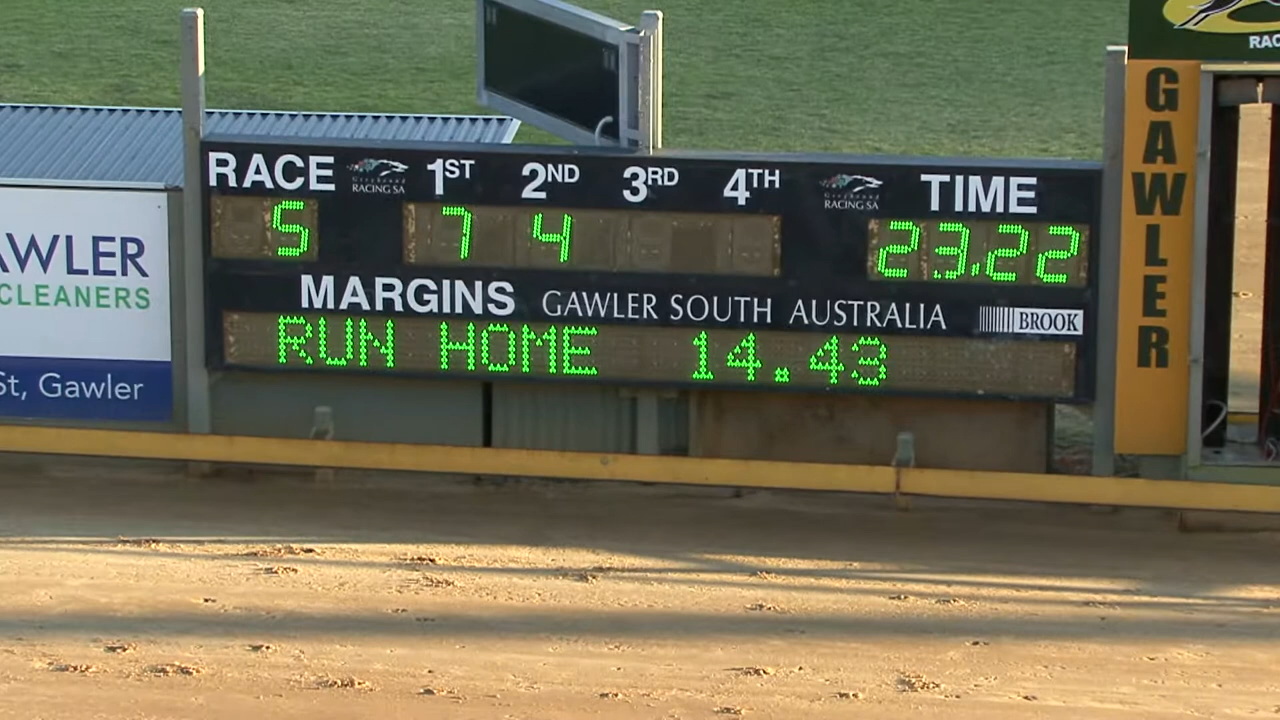 RAC
GAWLER
RACE 1ST 2ND 3RD 4TH TIME
Greyhound RACING SA
Greyhound RACING SA
5 7 4 23.22
MARGINS GAWLER SOUTH AUSTRALIA BROOK
RUN HOME 14.43
AWLER
CLEANERS
St, Gawler